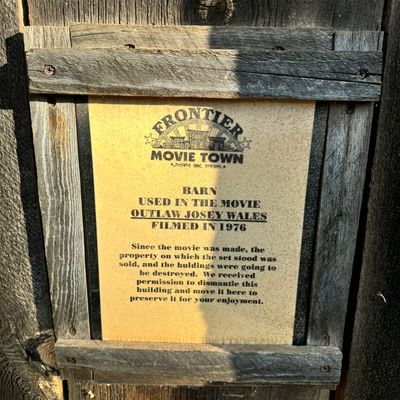 FRONTIER
MOVIE TOWN
BARN
USED IN THE MOVIE
OUTLAW JOSEY WALES
FILMED IN 1976
Since the movie was made, the
property on which the set stood was
sold, and the buldings were going to
be destroyed. We received
permission to dismantle this
building and move it here to
preserve it for your enjoyment.